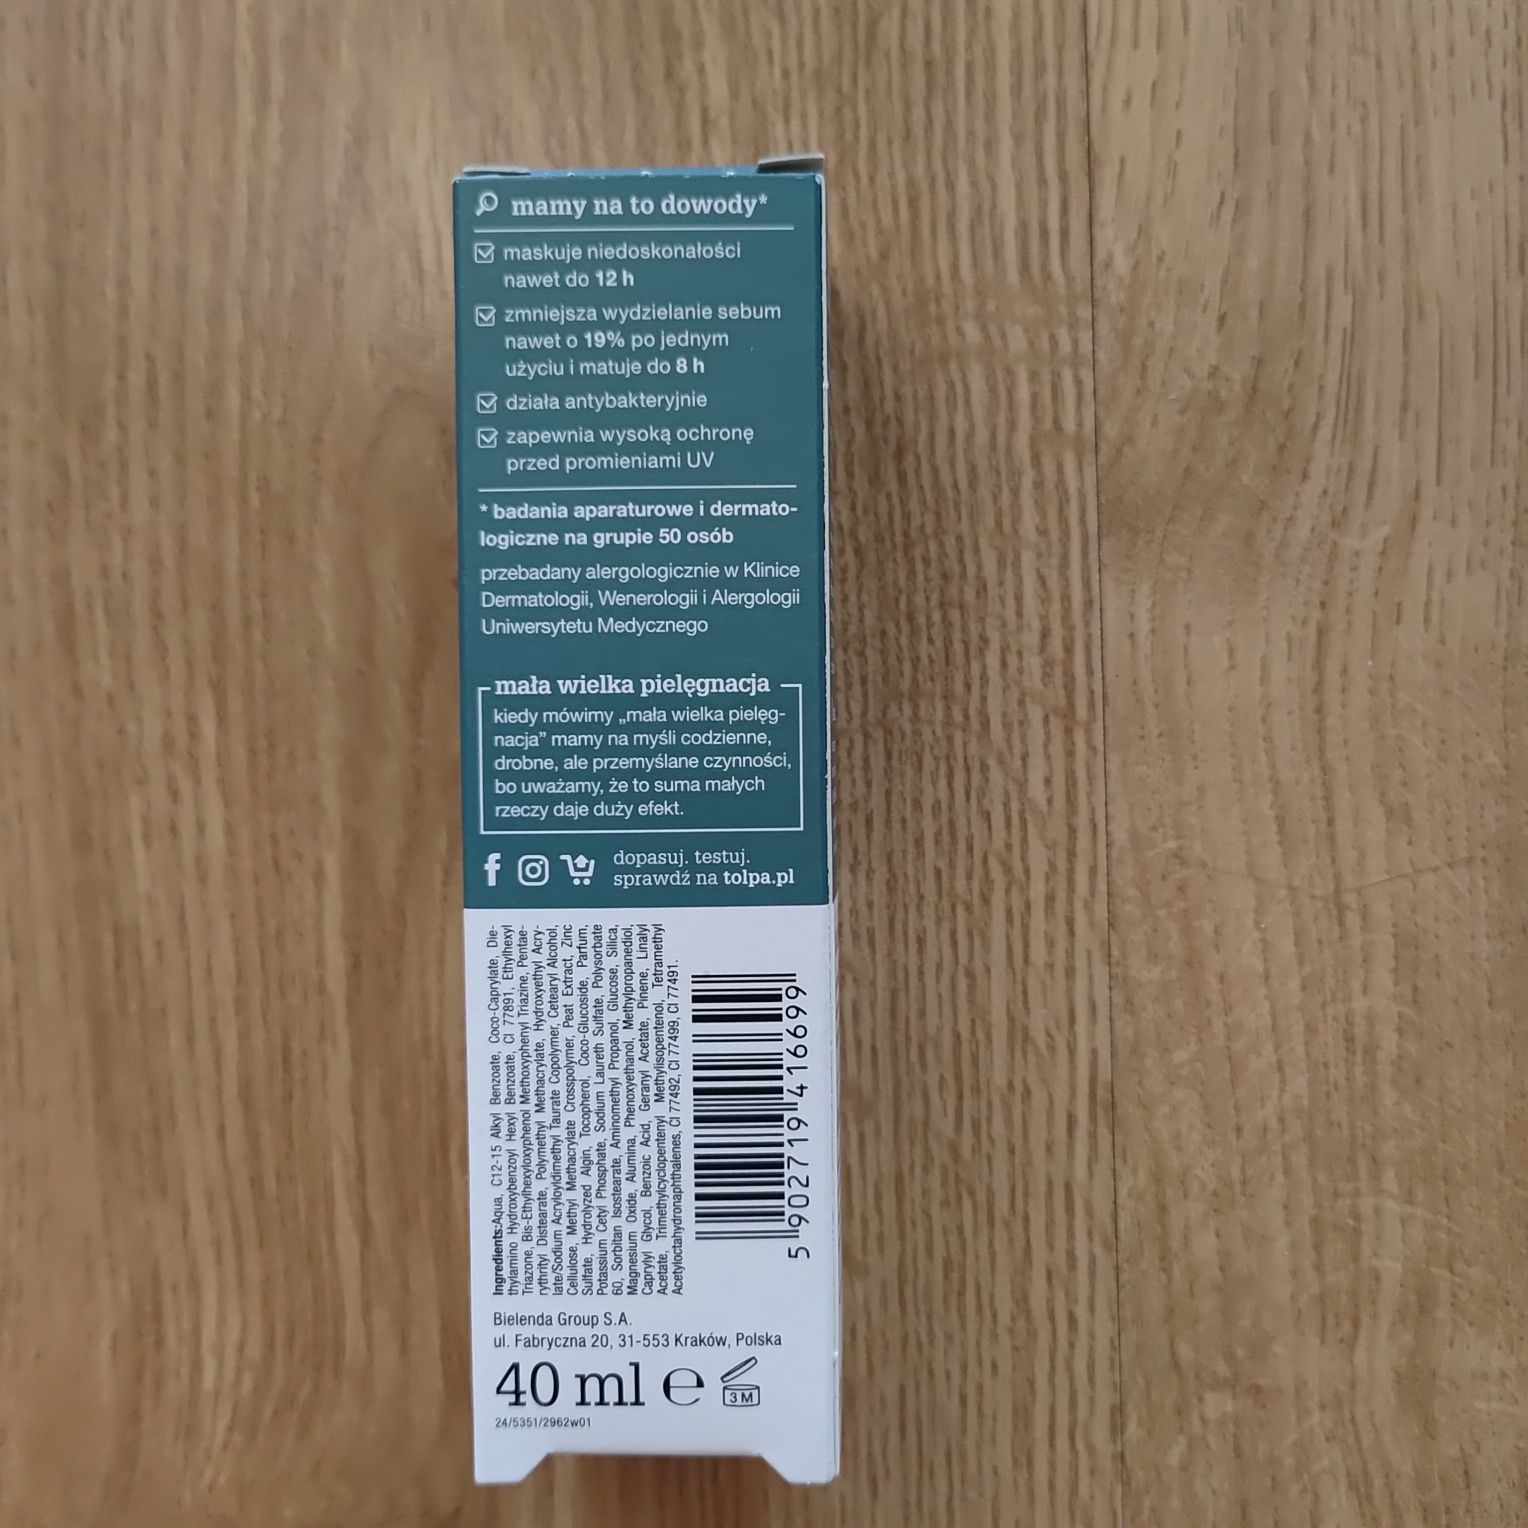 mamy na to dowody*
maskuje niedoskonałości
nawet do 12 h
zmniejsza wydzielanie sebum
nawet o 19% po jednym
użyciu i matuje do 8 h
działa antybakteryjnie
zapewnia wysoką ochronę
przed promieniami UV
* badania aparaturowe i dermato-
logiczne na grupie 50 osób
przebadany alergologicznie w Klinice
Dermatologii, Wenerologii i Alergologii
Uniwersytetu Medycznego
mała wielka pielęgnacja
kiedy mówimy „mała wielka pielęg-
nacja” mamy na myśli codzienne,
drobne, ale przemyślane czynności,
bo uważamy, że to suma małych
rzeczy daje duży efekt.
dopasuj. testuj.
sprawdź na tolpa.pl
Ingredients:Aqua, C12-15 Alkyl Benzoate, Coco-Caprylate, Die-
thylamino Hydroxybenzoyl Hexyl Benzoate, CI 77891, Ethylhexyl
Triazone, Bis-Ethylhexyloxyphenol Methoxyphenyl Triazine, Pentae-
rythrityl Distearate, Polymethyl Methacrylate, Hydroxyethyl Acry-
late/Sodium Acryloyldimethyl Taurate Copolymer, Cetearyl Alcohol,
Cellulose, Methyl Methacrylate Crosspolymer, Peat Extract, Zinc
Sulfate, Hydrolyzed Algin, Tocopherol, Coco-Glucoside, Parfum,
Potassium Cetyl Phosphate, Sodium Laureth Sulfate, Polysorbate
60, Sorbitan Isostearate, Aminomethyl Propanol, Glucose, Silica,
Magnesium Oxide, Alumina, Phenoxyethanol, Methylpropanediol,
Caprylyl Glycol, Benzoic Acid, Geranyl Acetate, Pinene, Linalyl
Acetate, Trimethylcyclopentenyl Methylisopentenol, Tetramethyl
Acetyloctahydronaphthalenes, CI 77492, CI 77499, CI 77491.
5 902719 416699
Bielenda Group S.A.
ul. Fabryczna 20, 31-553 Kraków, Polska
40 ml e
3 M
24/5351/2962w01